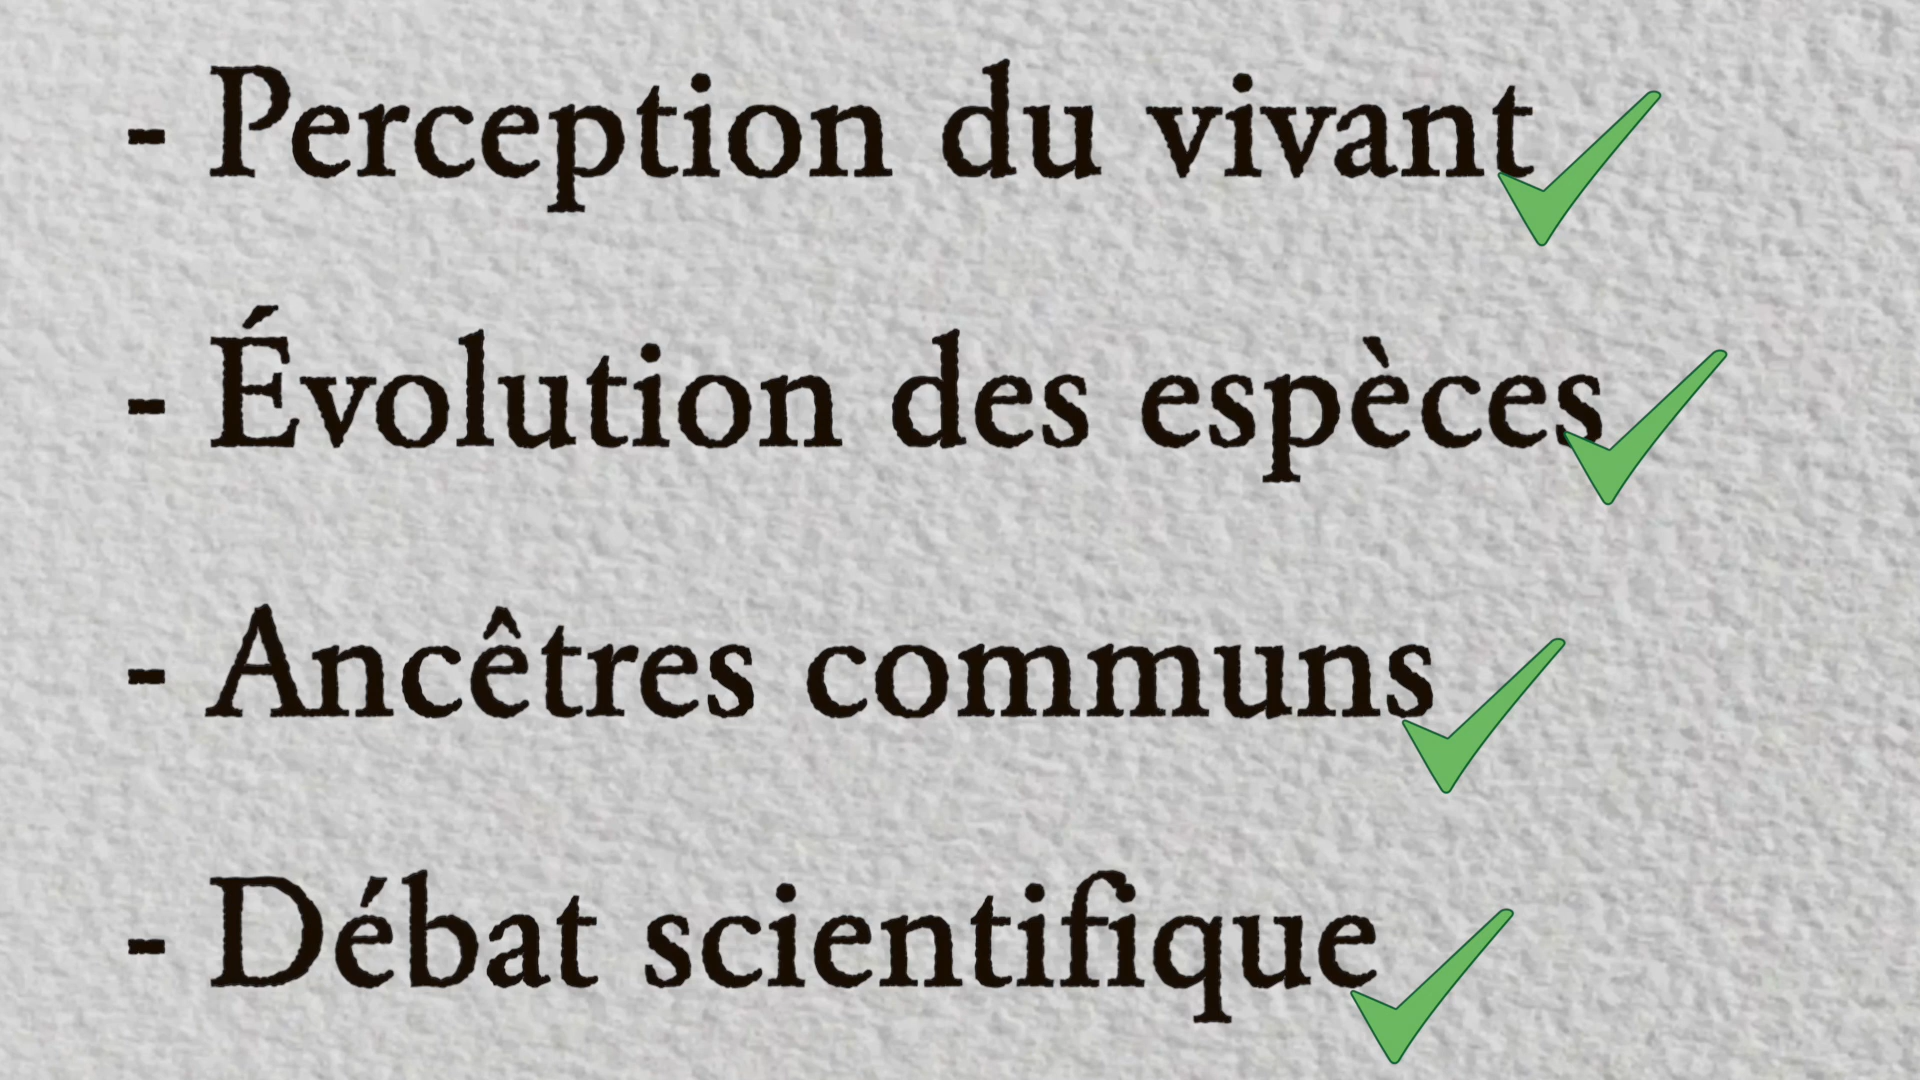 - Perception du vivant
- Évolution des espèces
- Ancêtres communs
- Débat scientifique